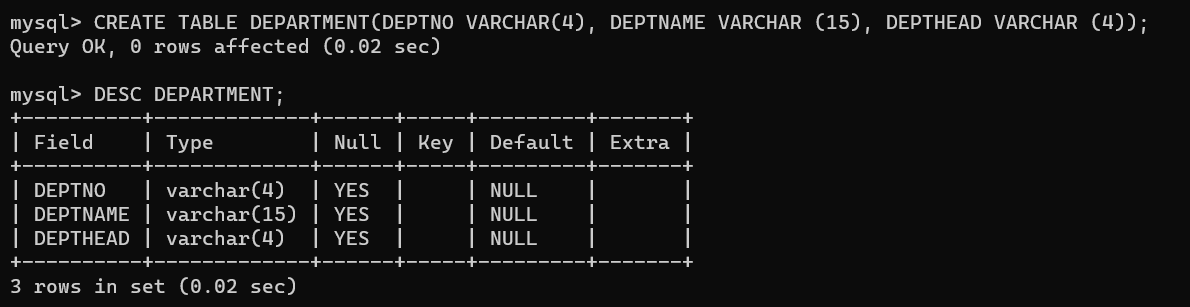 mysql> CREATE TABLE DEPARTMENT(DEPTNO VARCHAR(4), DEPTNAME VARCHAR (15), DEPTHEAD VARCHAR (4));
Query OK, 0 rows affected (0.02 sec)

mysql> DESC DEPARTMENT;
+----------+-------------+------+-----+---------+-------+
| Field    | Type        | Null | Key | Default | Extra |
+----------+-------------+------+-----+---------+-------+
| DEPTNO   | varchar(4)  | YES  |     | NULL    |       |
| DEPTNAME | varchar(15) | YES  |     | NULL    |       |
| DEPTHEAD | varchar(4)  | YES  |     | NULL    |       |
+----------+-------------+------+-----+---------+-------+
3 rows in set (0.02 sec)